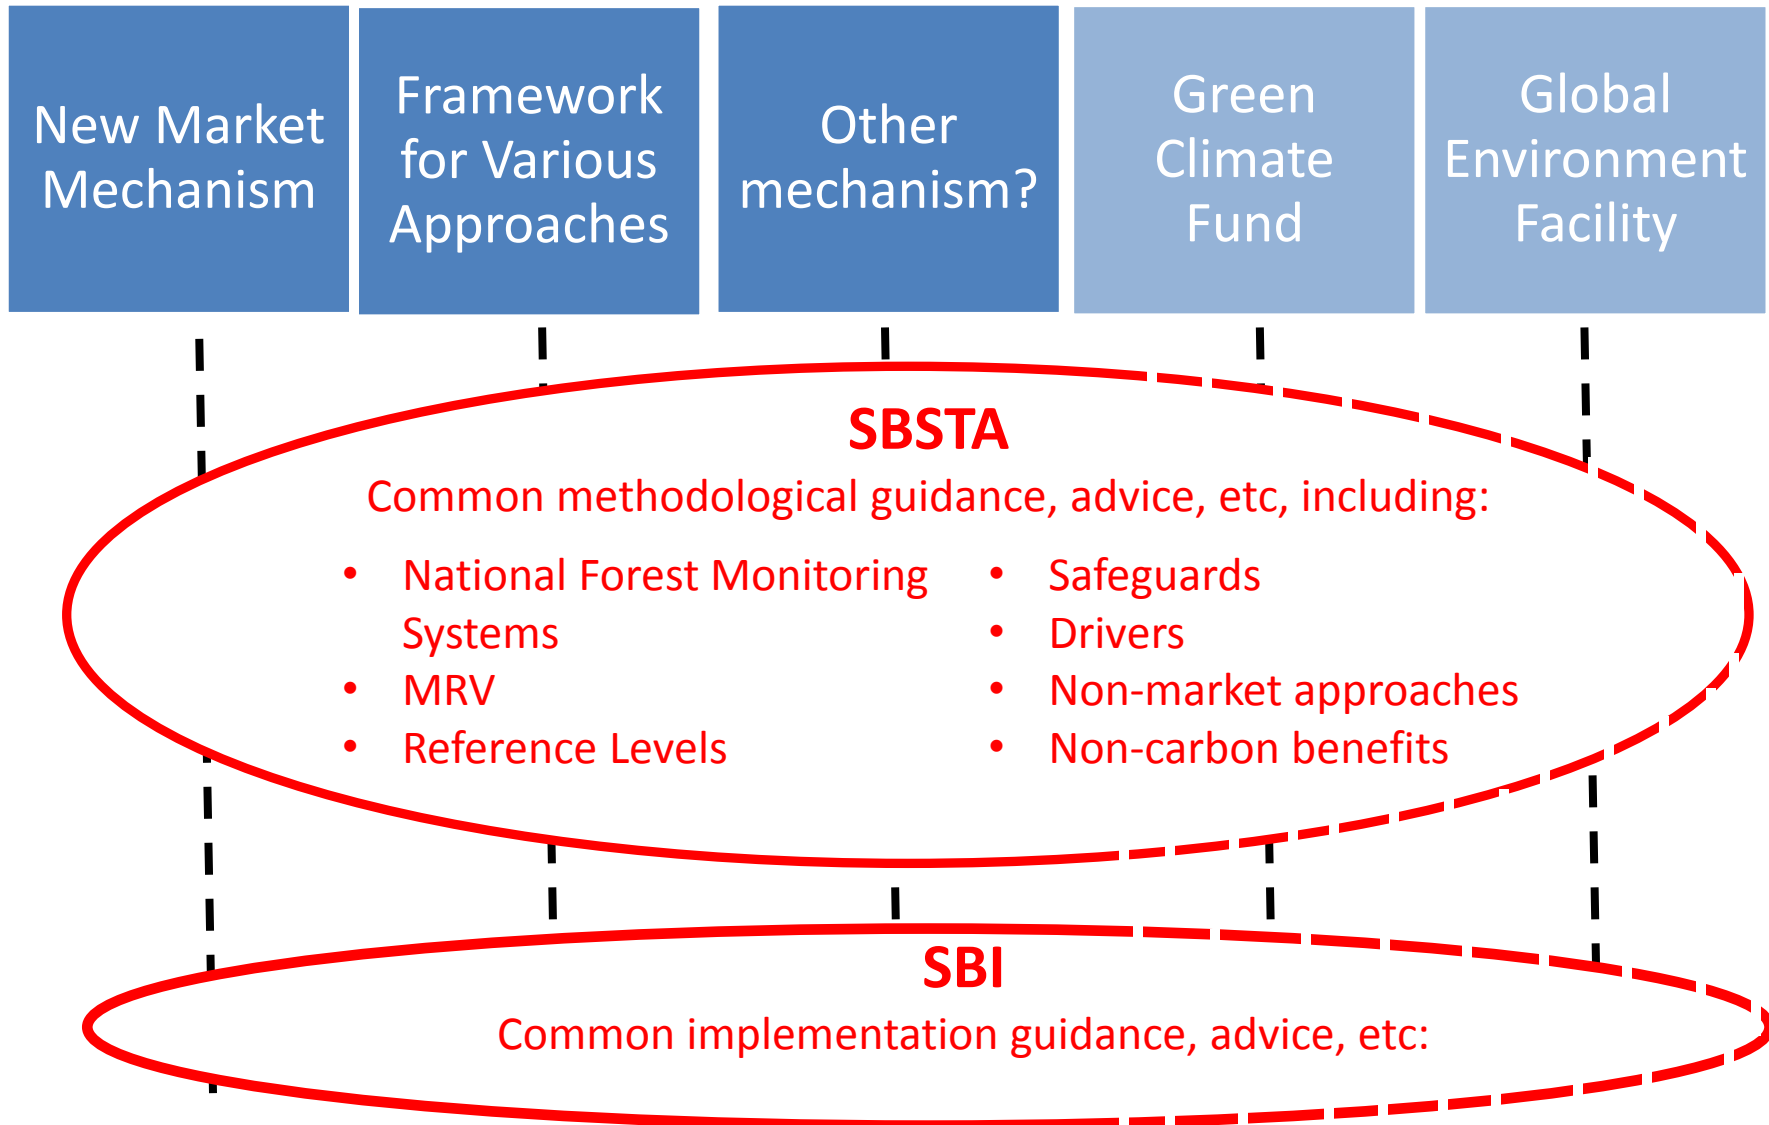 New Market
Mechanism
Framework
for Various
Approaches
Other
mechanism?
Green
Climate
Fund
Global
Environment
Facility
SBSTA
Common methodological guidance, advice, etc, including:
• National Forest Monitoring
Systems
• MRV
• Reference Levels
• Safeguards
• Drivers
• Non-market approaches
• Non-carbon benefits
SBI
Common implementation guidance, advice, etc: